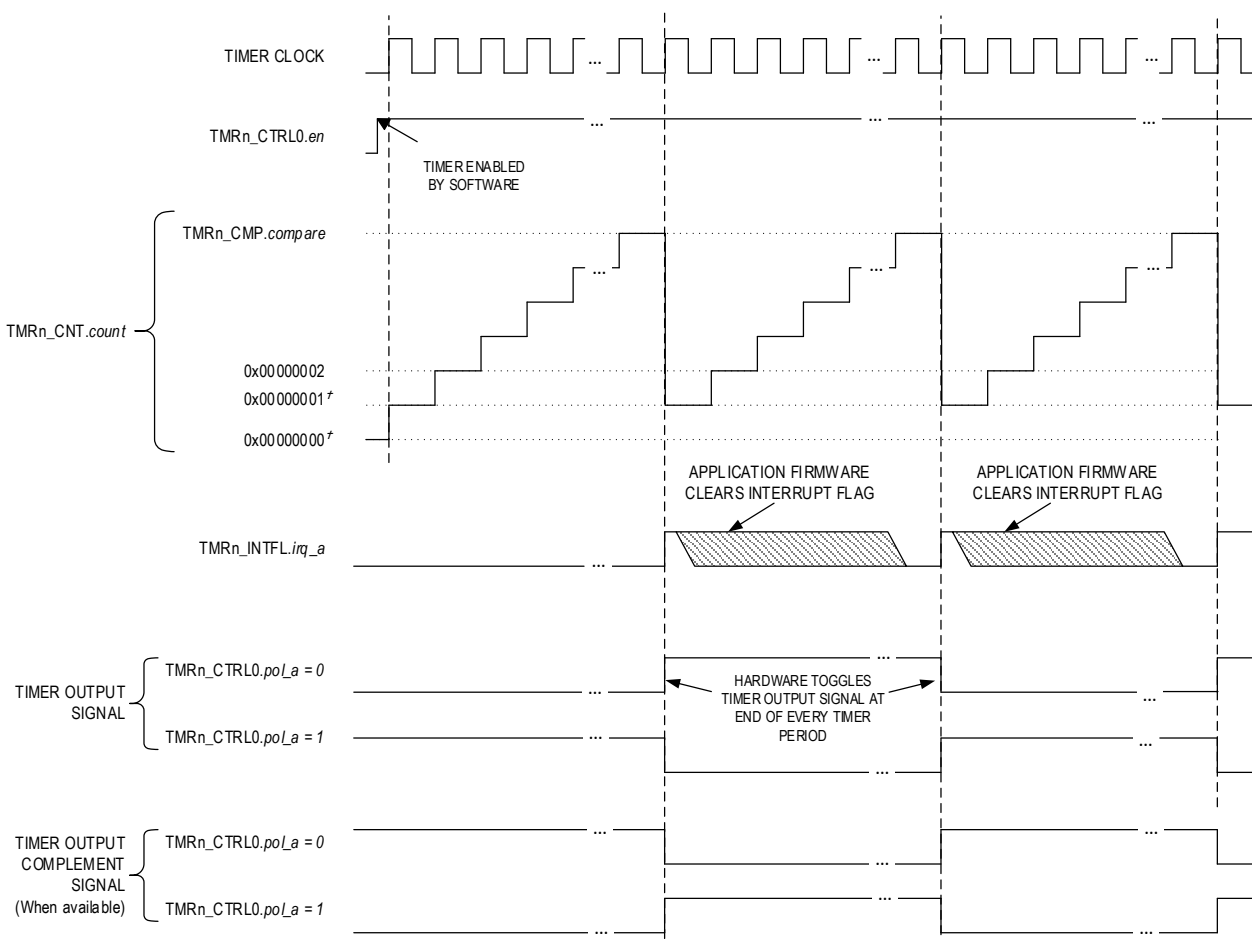 TIMER CLOCK
...
...
...
TMRn_CTRL0.en
...
...
...
TIMER ENABLED
BY SOFTWARE
TMRn_CMP.compare
...
...
...
TMRn_CNT.count
0x00000002
0x00000001†
0x00000000†
APPLICATION FIRMWARE
CLEARS INTERRUPT FLAG
APPLICATION FIRMWARE
CLEARS INTERRUPT FLAG
TMRn_INTFL.irq_a
...
TIMER OUTPUT
SIGNAL
TMRn_CTRL0.pol_a = 0
...
...
...
HARDWARE TOGGLES
TIMER OUTPUT SIGNAL AT
END OF EVERY TIMER
PERIOD
TMRn_CTRL0.pol_a = 1
...
...
...
TIMER OUTPUT
COMPLEMENT
SIGNAL
(When available)
TMRn_CTRL0.pol_a = 0
...
...
...
TMRn_CTRL0.pol_a = 1
...
...
...